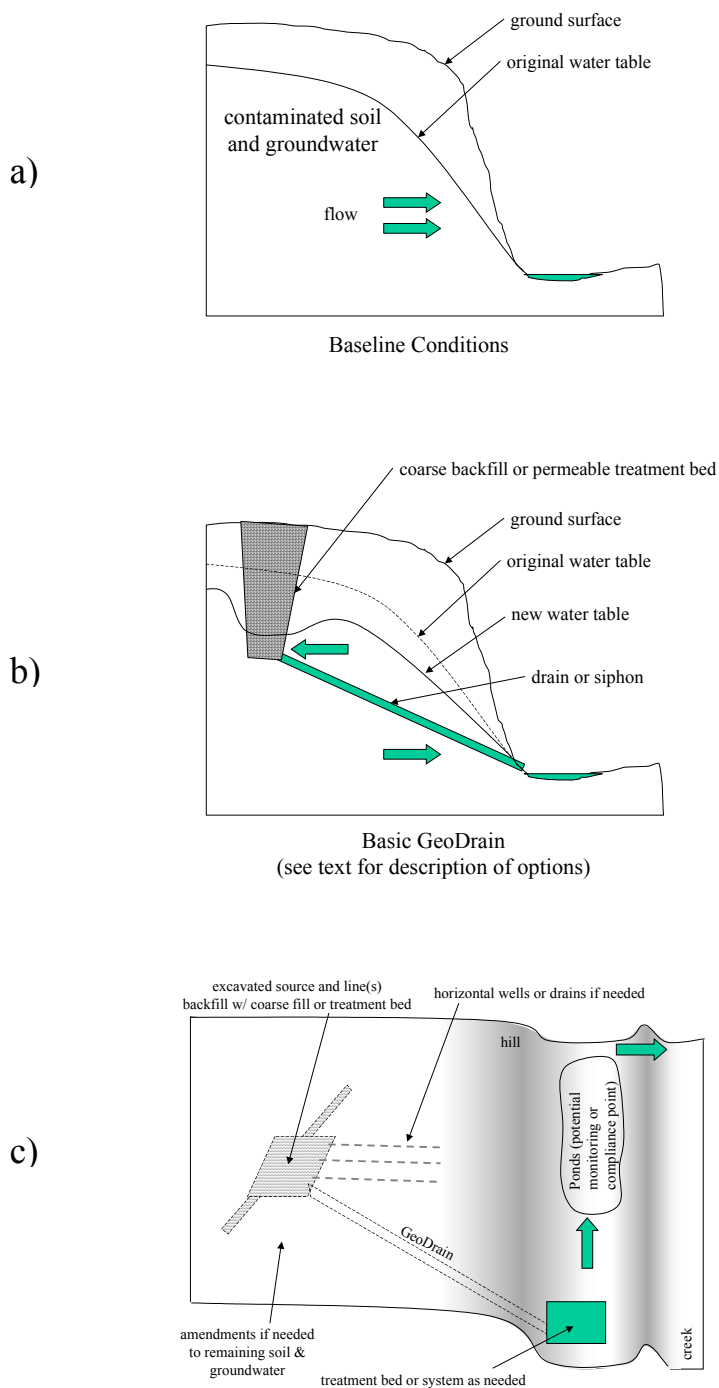 a)
ground surface
original water table
contaminated soil
and groundwater
flow
Baseline Conditions
b)
coarse backfill or permeable treatment bed
ground surface
original water table
new water table
drain or siphon
Basic GeoDrain
(see text for description of options)
c)
excavated source and line(s)
backfill w/ coarse fill or treatment bed
horizontal wells or drains if needed
hill
Ponds (potential
monitoring or
compliance point)
GeoDrain
creek
amendments if needed
to remaining soil &
groundwater
treatment bed or system as needed